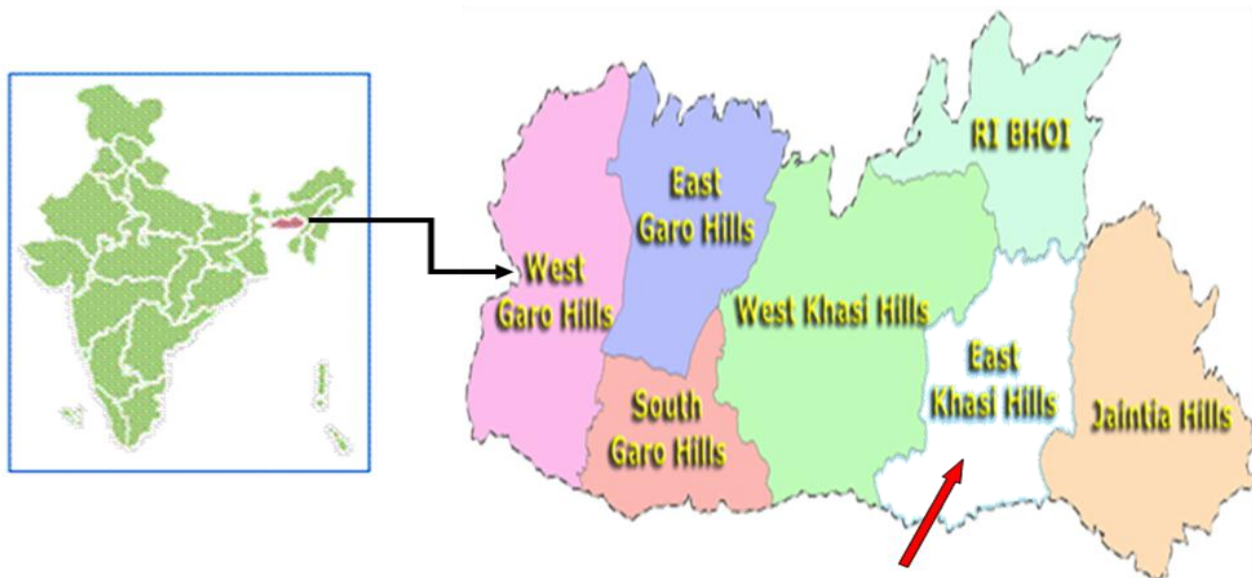 RI BHOI
East
Garo Hills
West
Garo Hills
West Khasi Hills
East
Khasi Hills
South
Garo Hills
Jaintia Hills